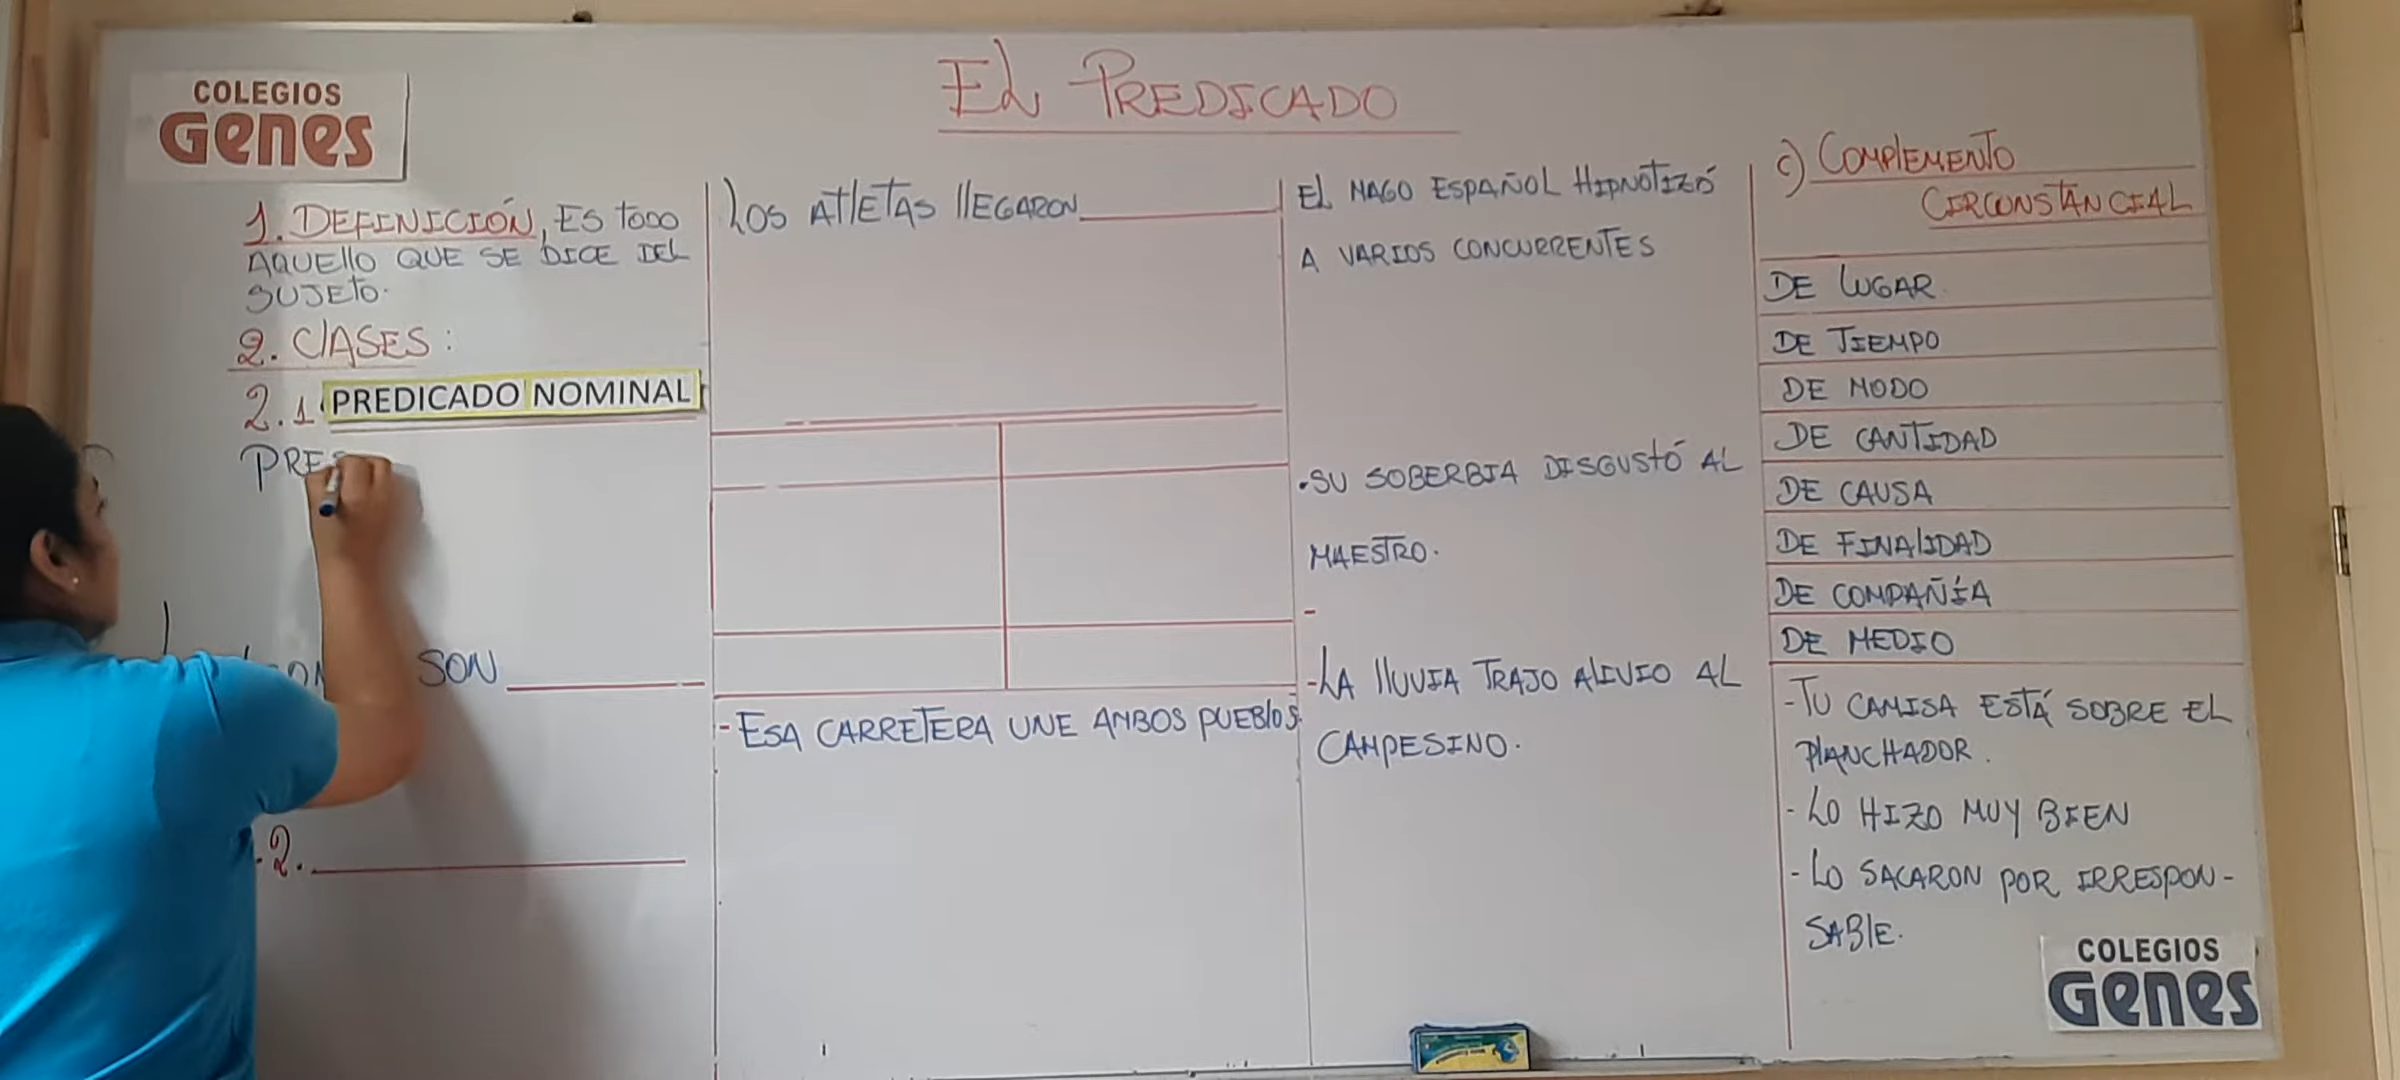 EL PREDICADO
COLEGIOS
Genes
1. DEFINICIÓN, ES TODO
AQUELLO QUE SE DICE DEL
SUJETO.
2. CLASES:
2.1. PREDICADO NOMINAL
PRE
SON
.2.
LOS ATLETAS LLEGARON
- ESA CARRETERA UNE AMBOS PUEBLOS.
EL MAGO ESPAÑOL HIPNOTIZÓ
A VARIOS CONCURRENTES
.SU SOBERBIA DISGUSTÓ AL
MAESTRO.
-
-LA LLUVIA TRAJO ALIVIO AL
CAMPESINO.
c) COMPLEMENTO
CIRCUNSTANCIAL
DE LUGAR.
DE TIEMPO
DE MODO
DE CANTIDAD
DE CAUSA
DE FINALIDAD
DE COMPAÑÍA
DE MEDIO
-TU CAMISA ESTÁ SOBRE EL
PLANCHADOR.
- LO HIZO MUY BIEN
- LO SACARON POR IRRESPON-
SABLE.
COLEGIOS
Genes